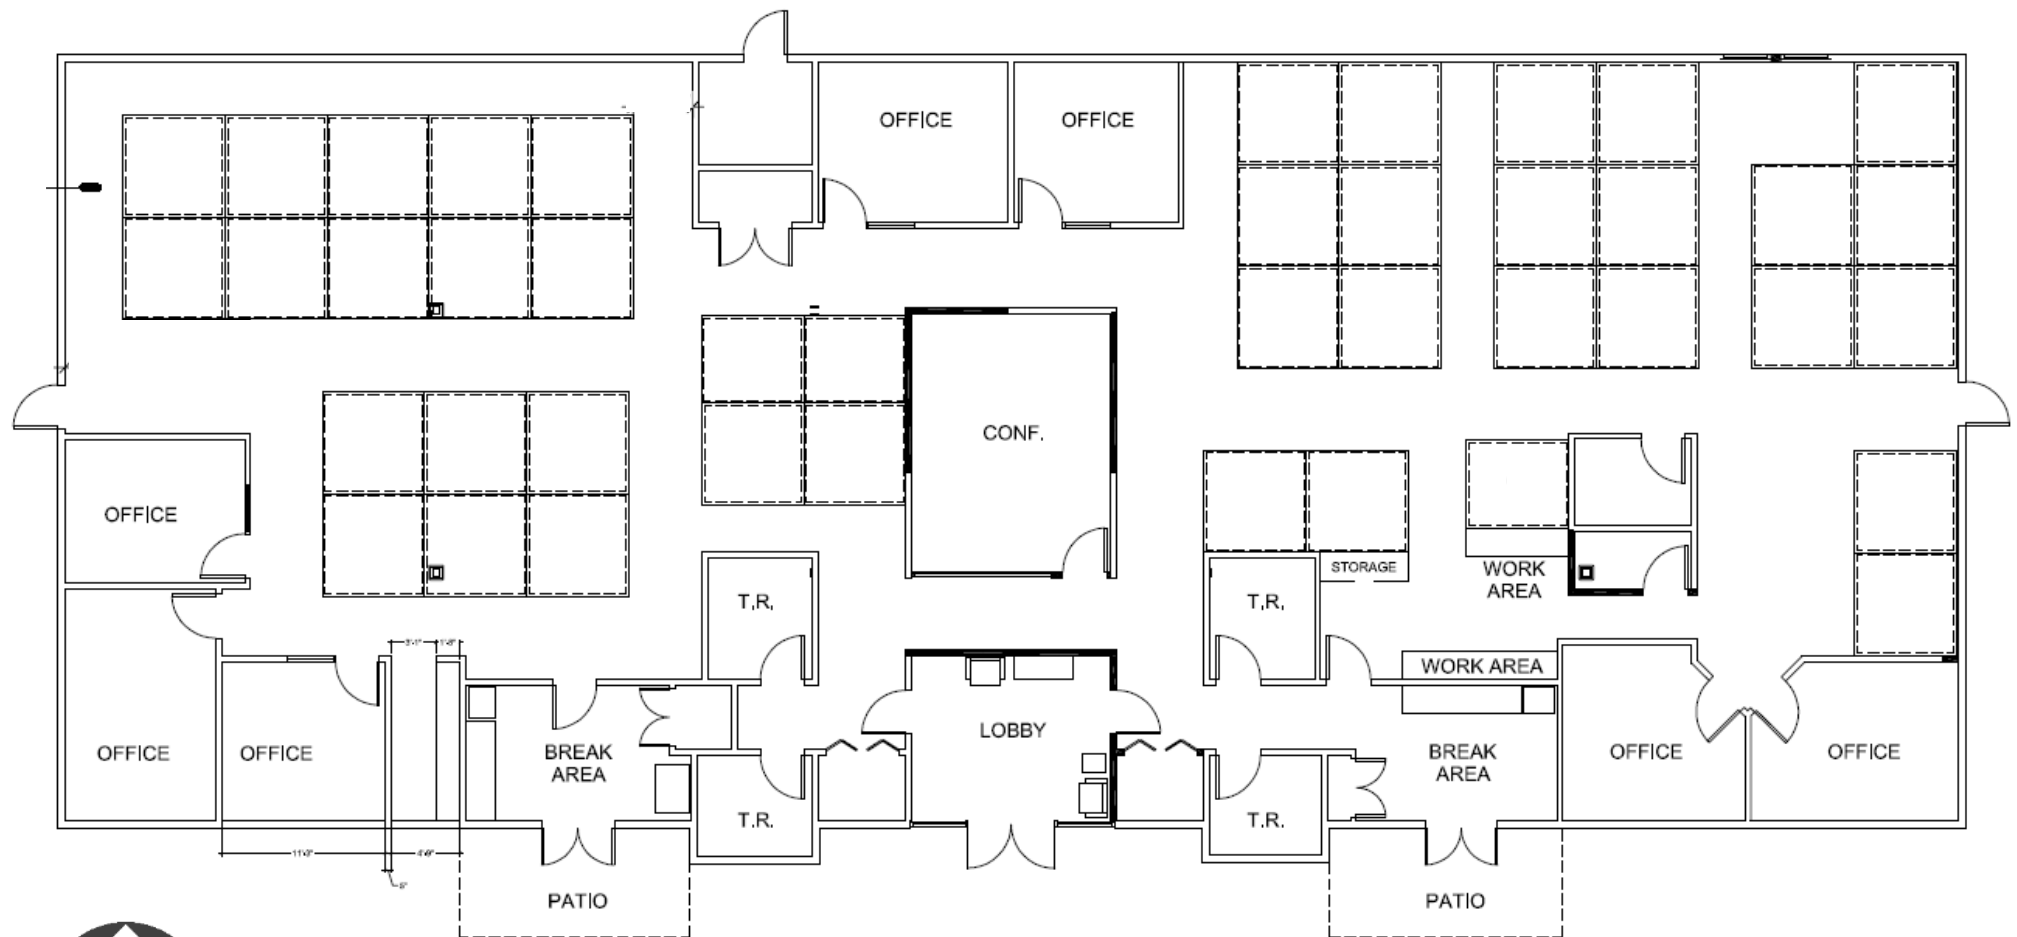 OFFICE
OFFICE
CONF.
OFFICE
STORAGE
WORK
AREA
T.R.
T.R.
WORK AREA
LOBBY
OFFICE
OFFICE
BREAK
AREA
BREAK
AREA
OFFICE
OFFICE
T.R.
T.R.
PATIO
PATIO